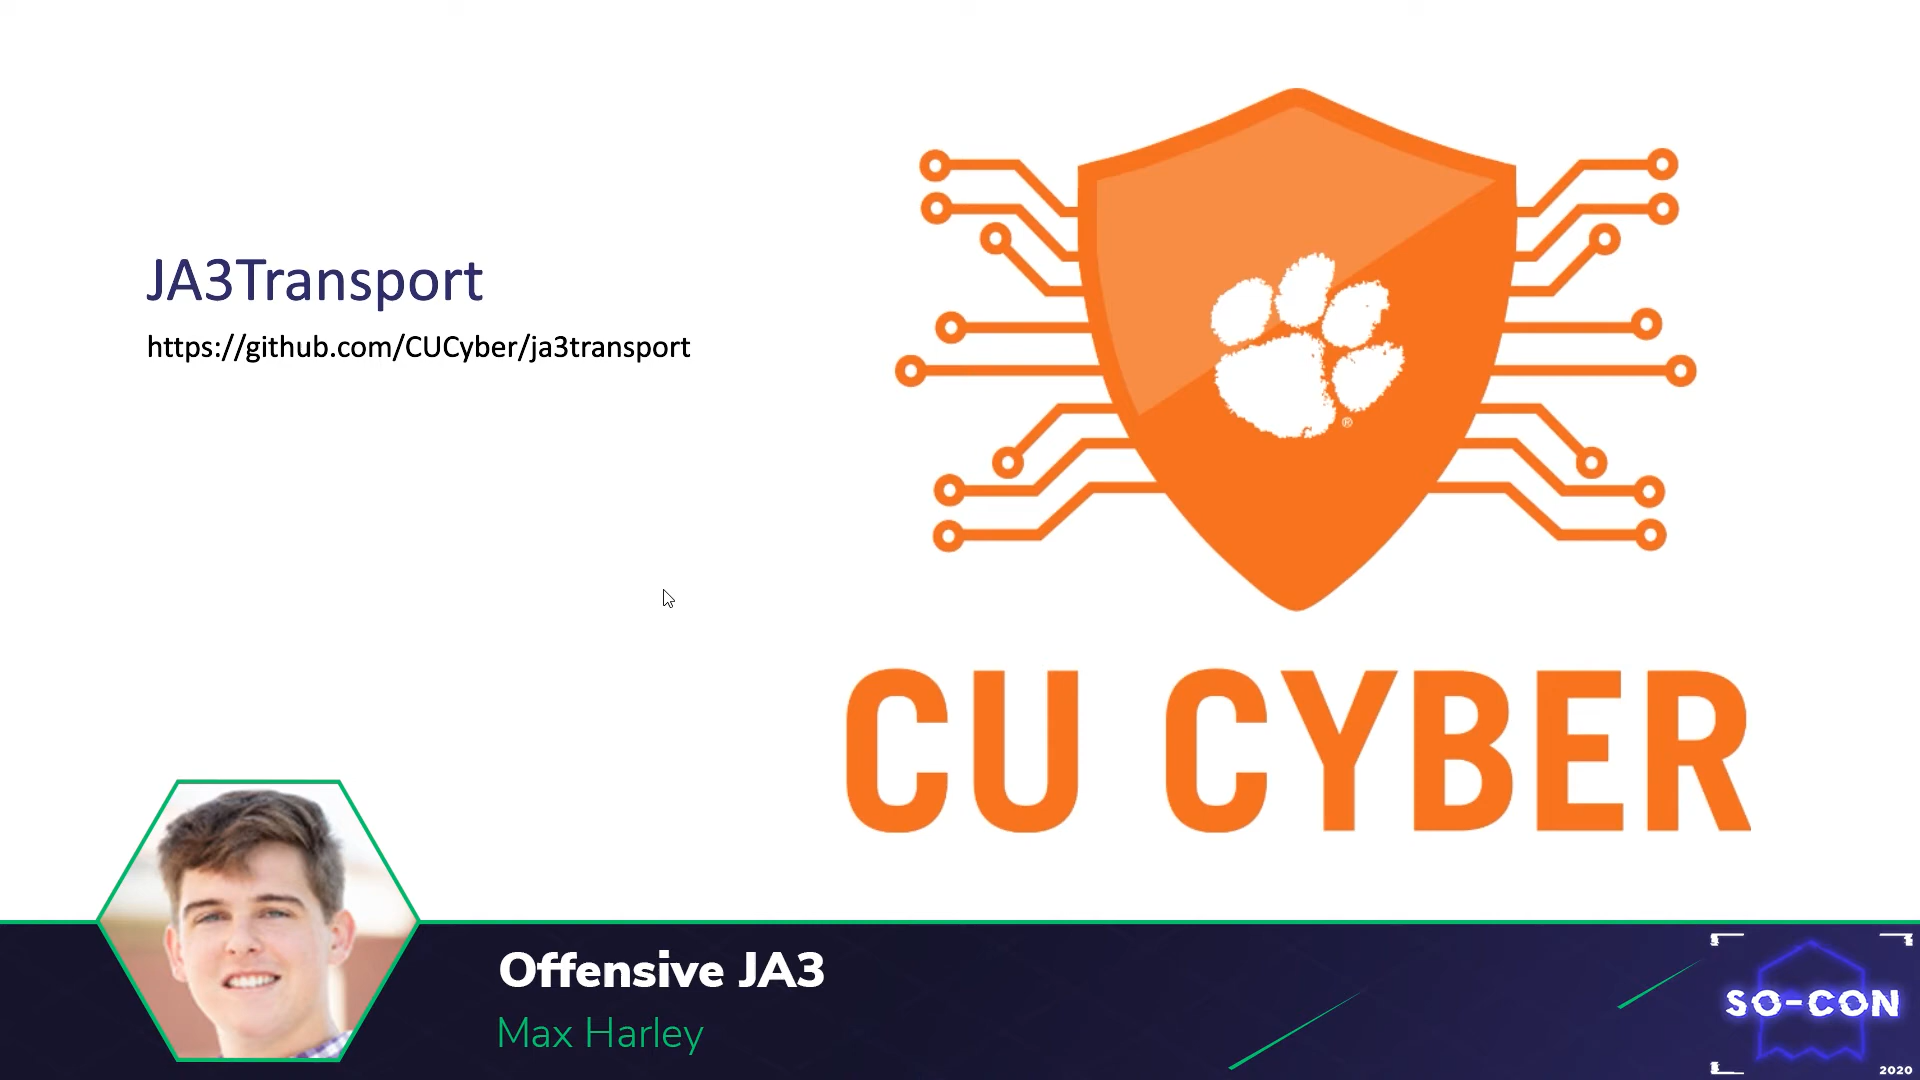 JA3Transport
https://github.com/CUCyber/ja3transport
®
CU CYBER
Offensive JA3
Max Harley
SO-CON
2020